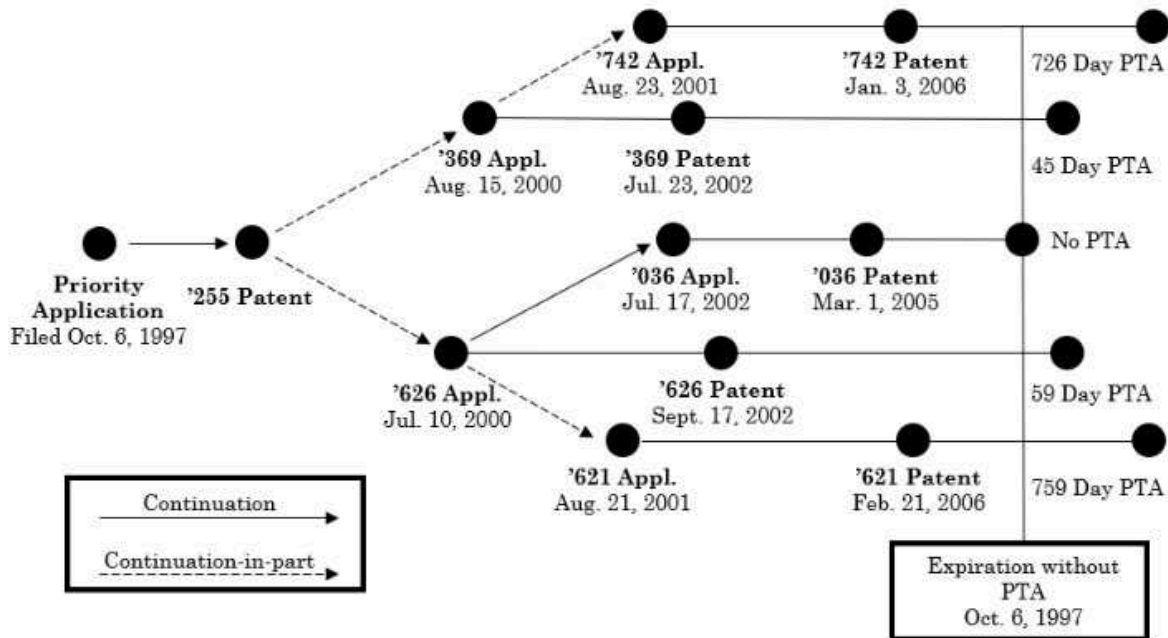 '742 Appl.
Aug. 23, 2001
'742 Patent
Jan. 3, 2006
726 Day PTA
'369 Appl.
Aug. 15, 2000
'369 Patent
Jul. 23, 2002
45 Day PTA
Priority
Application
Filed Oct. 6, 1997
'255 Patent
'036 Appl.
Jul. 17, 2002
'036 Patent
Mar. 1, 2005
No PTA
'626 Appl.
Jul. 10, 2000
'626 Patent
Sept. 17, 2002
59 Day PTA
'621 Appl.
Aug. 21, 2001
'621 Patent
Feb. 21, 2006
759 Day PTA
Continuation
Continuation-in-part
Expiration without
PTA
Oct. 6, 1997